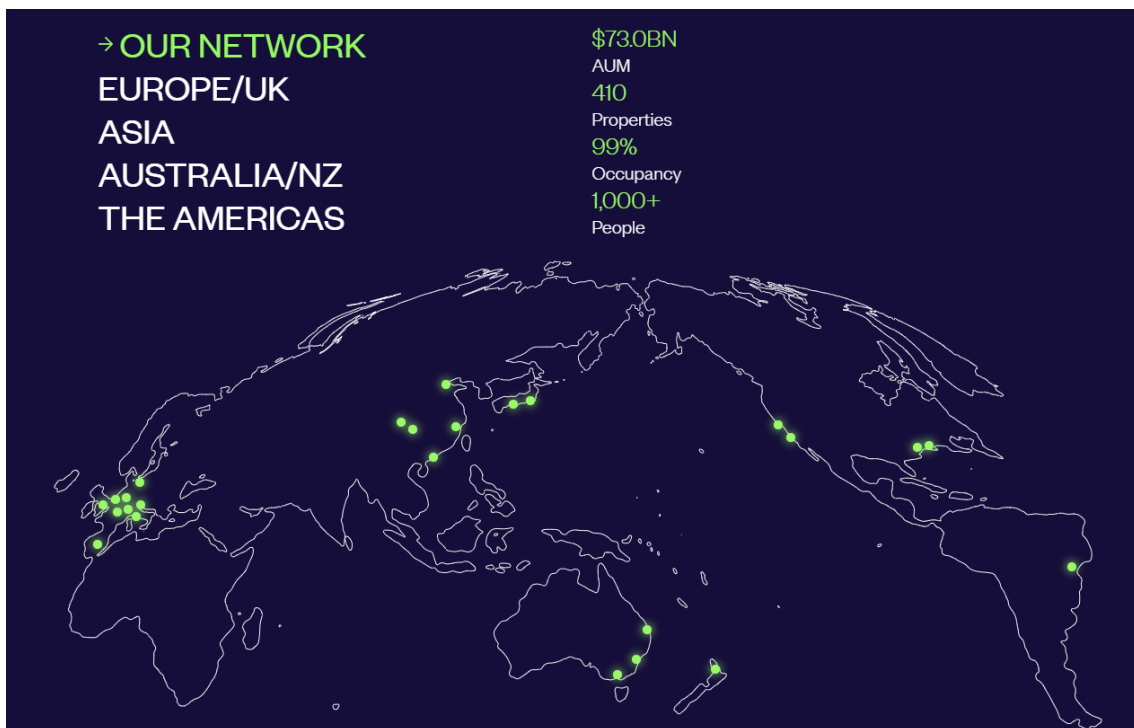 → OUR NETWORK
EUROPE/UK
ASIA
AUSTRALIA/NZ
THE AMERICAS
$73.0BN
AUM
410
Properties
99%
Occupancy
1,000+
People